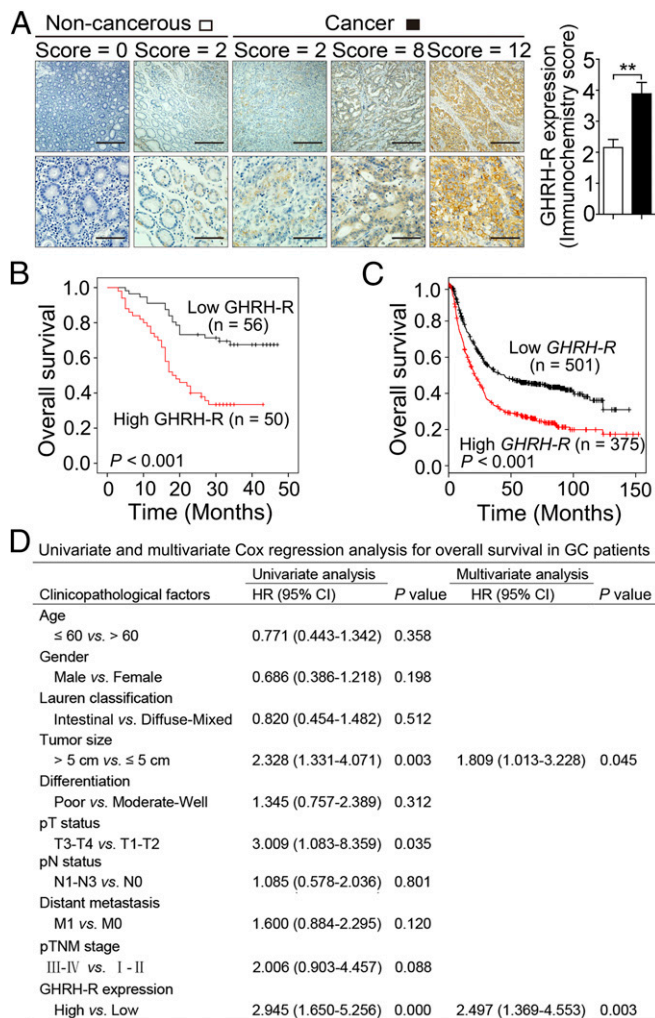 A
Non-cancerous
Cancer
Score = 0
Score = 2
Score = 2
Score = 8
Score = 12
GHRH-R expression
(Immunochemistry score)
5
4
3
2
1
0
**
B
Overall survival
1.0
0.8
0.6
0.4
0.2
0.0
Low GHRH-R
(n = 56)
High GHRH-R (n = 50)
P < 0.001
0 10 20 30 40 50
Time (Months)
C
Overall survival
1.0
0.8
0.6
0.4
0.2
0.0
Low GHRH-R
(n = 501)
High GHRH-R (n = 375)
P < 0.001
0 50 100 150
Time (Months)
D Univariate and multivariate Cox regression analysis for overall survival in GC patients
Univariate analysis Multivariate analysis
Clinicopathological factors HR (95% CI) P value HR (95% CI) P value
Age
≤ 60 vs. > 60 0.771 (0.443-1.342) 0.358
Gender
Male vs. Female 0.686 (0.386-1.218) 0.198
Lauren classification
Intestinal vs. Diffuse-Mixed 0.820 (0.454-1.482) 0.512
Tumor size
> 5 cm vs. ≤ 5 cm 2.328 (1.331-4.071) 0.003 1.809 (1.013-3.228) 0.045
Differentiation
Poor vs. Moderate-Well 1.345 (0.757-2.389) 0.312
pT status
T3-T4 vs. T1-T2 3.009 (1.083-8.359) 0.035
pN status
N1-N3 vs. N0 1.085 (0.578-2.036) 0.801
Distant metastasis
M1 vs. M0 1.600 (0.884-2.295) 0.120
pTNM stage
III-IV vs. I-II 2.006 (0.903-4.457) 0.088
GHRH-R expression
High vs. Low 2.945 (1.650-5.256) 0.000 2.497 (1.369-4.553) 0.003